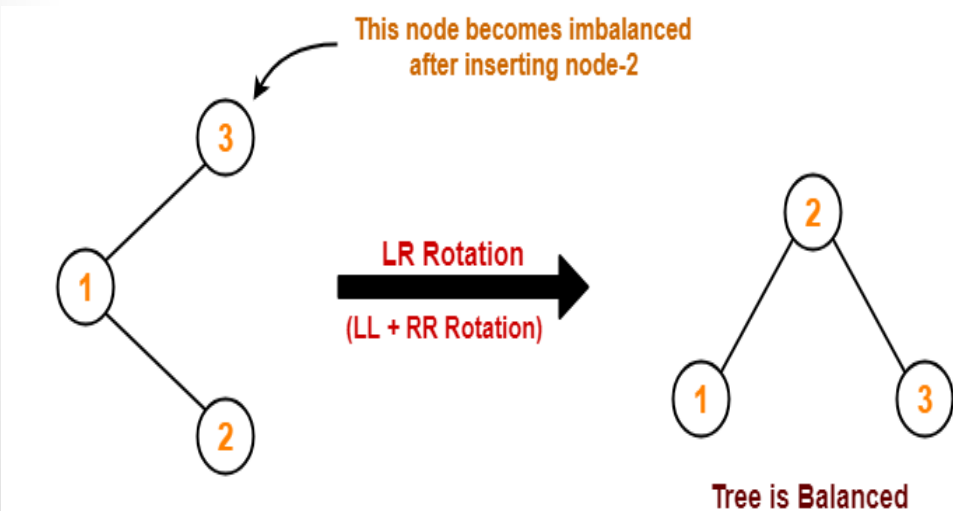 This node becomes imbalanced
after inserting node-2
3
1
2
LR Rotation
(LL + RR Rotation)
2
1
3
Tree is Balanced